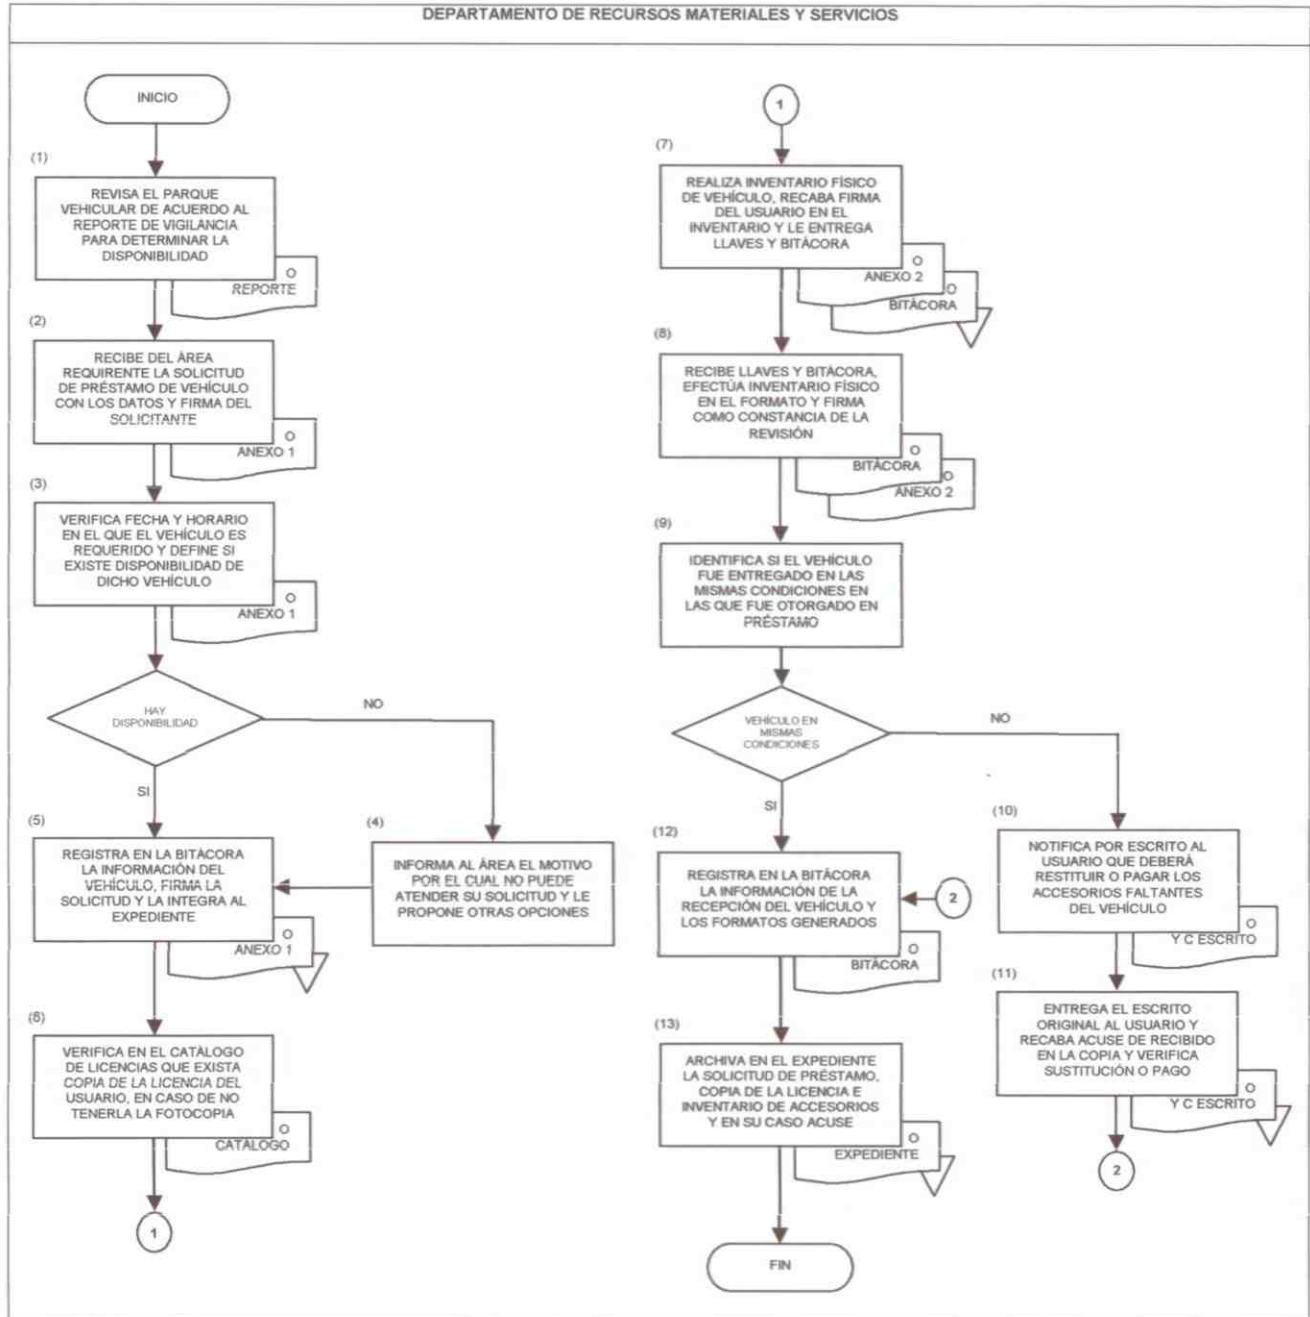 DEPARTAMENTO DE RECURSOS MATERIALES Y SERVICIOS
INICIO
(1)
REVISA EL PARQUE
VEHICULAR DE ACUERDO AL
REPORTE DE VIGILANCIA
PARA DETERMINAR LA
DISPONIBILIDAD
O
REPORTE
(2)
RECIBE DEL ÁREA
REQUIRENTE LA SOLICITUD
DE PRÉSTAMO DE VEHÍCULO
CON LOS DATOS Y FIRMA DEL
SOLICITANTE
O
ANEXO 1
(3)
VERIFICA FECHA Y HORARIO
EN EL QUE EL VEHÍCULO ES
REQUERIDO Y DEFINE SI
EXISTE DISPONIBILIDAD DE
DICHO VEHÍCULO
O
ANEXO 1
HAY
DISPONIBILIDAD
NO
SI
(4)
INFORMA AL ÁREA EL MOTIVO
POR EL CUAL NO PUEDE
ATENDER SU SOLICITUD Y LE
PROPONE OTRAS OPCIONES
(5)
REGISTRA EN LA BITÁCORA
LA INFORMACIÓN DEL
VEHÍCULO, FIRMA LA
SOLICITUD Y LA INTEGRA AL
EXPEDIENTE
O
ANEXO 1
(6)
VERIFICA EN EL CATÁLOGO
DE LICENCIAS QUE EXISTA
COPIA DE LA LICENCIA DEL
USUARIO, EN CASO DE NO
TENERLA LA FOTOCOPIA
O
CATÁLOGO
1
1
(7)
REALIZA INVENTARIO FÍSICO
DE VEHÍCULO, RECABA FIRMA
DEL USUARIO EN EL
INVENTARIO Y LE ENTREGA
LLAVES Y BITÁCORA
O
ANEXO 2
O
BITÁCORA
(8)
RECIBE LLAVES Y BITÁCORA,
EFECTÚA INVENTARIO FÍSICO
EN EL FORMATO Y FIRMA
COMO CONSTANCIA DE LA
REVISIÓN
O
BITÁCORA
O
ANEXO 2
(9)
IDENTIFICA SI EL VEHÍCULO
FUE ENTREGADO EN LAS
MISMAS CONDICIONES EN
LAS QUE FUE OTORGADO EN
PRÉSTAMO
VEHÍCULO EN
MISMAS
CONDICIONES
NO
SI
(10)
NOTIFICA POR ESCRITO AL
USUARIO QUE DEBERÁ
RESTITUIR O PAGAR LOS
ACCESORIOS FALTANTES
DEL VEHÍCULO
O
Y C ESCRITO
(11)
ENTREGA EL ESCRITO
ORIGINAL AL USUARIO Y
RECABA ACUSE DE RECIBIDO
EN LA COPIA Y VERIFICA
SUSTITUCIÓN O PAGO
O
Y C ESCRITO
2
(12)
REGISTRA EN LA BITÁCORA
LA INFORMACIÓN DE LA
RECEPCIÓN DEL VEHÍCULO Y
LOS FORMATOS GENERADOS
2
O
BITÁCORA
(13)
ARCHIVA EN EL EXPEDIENTE
LA SOLICITUD DE PRÉSTAMO,
COPIA DE LA LICENCIA E
INVENTARIO DE ACCESORIOS
Y EN SU CASO ACUSE
O
EXPEDIENTE
FIN